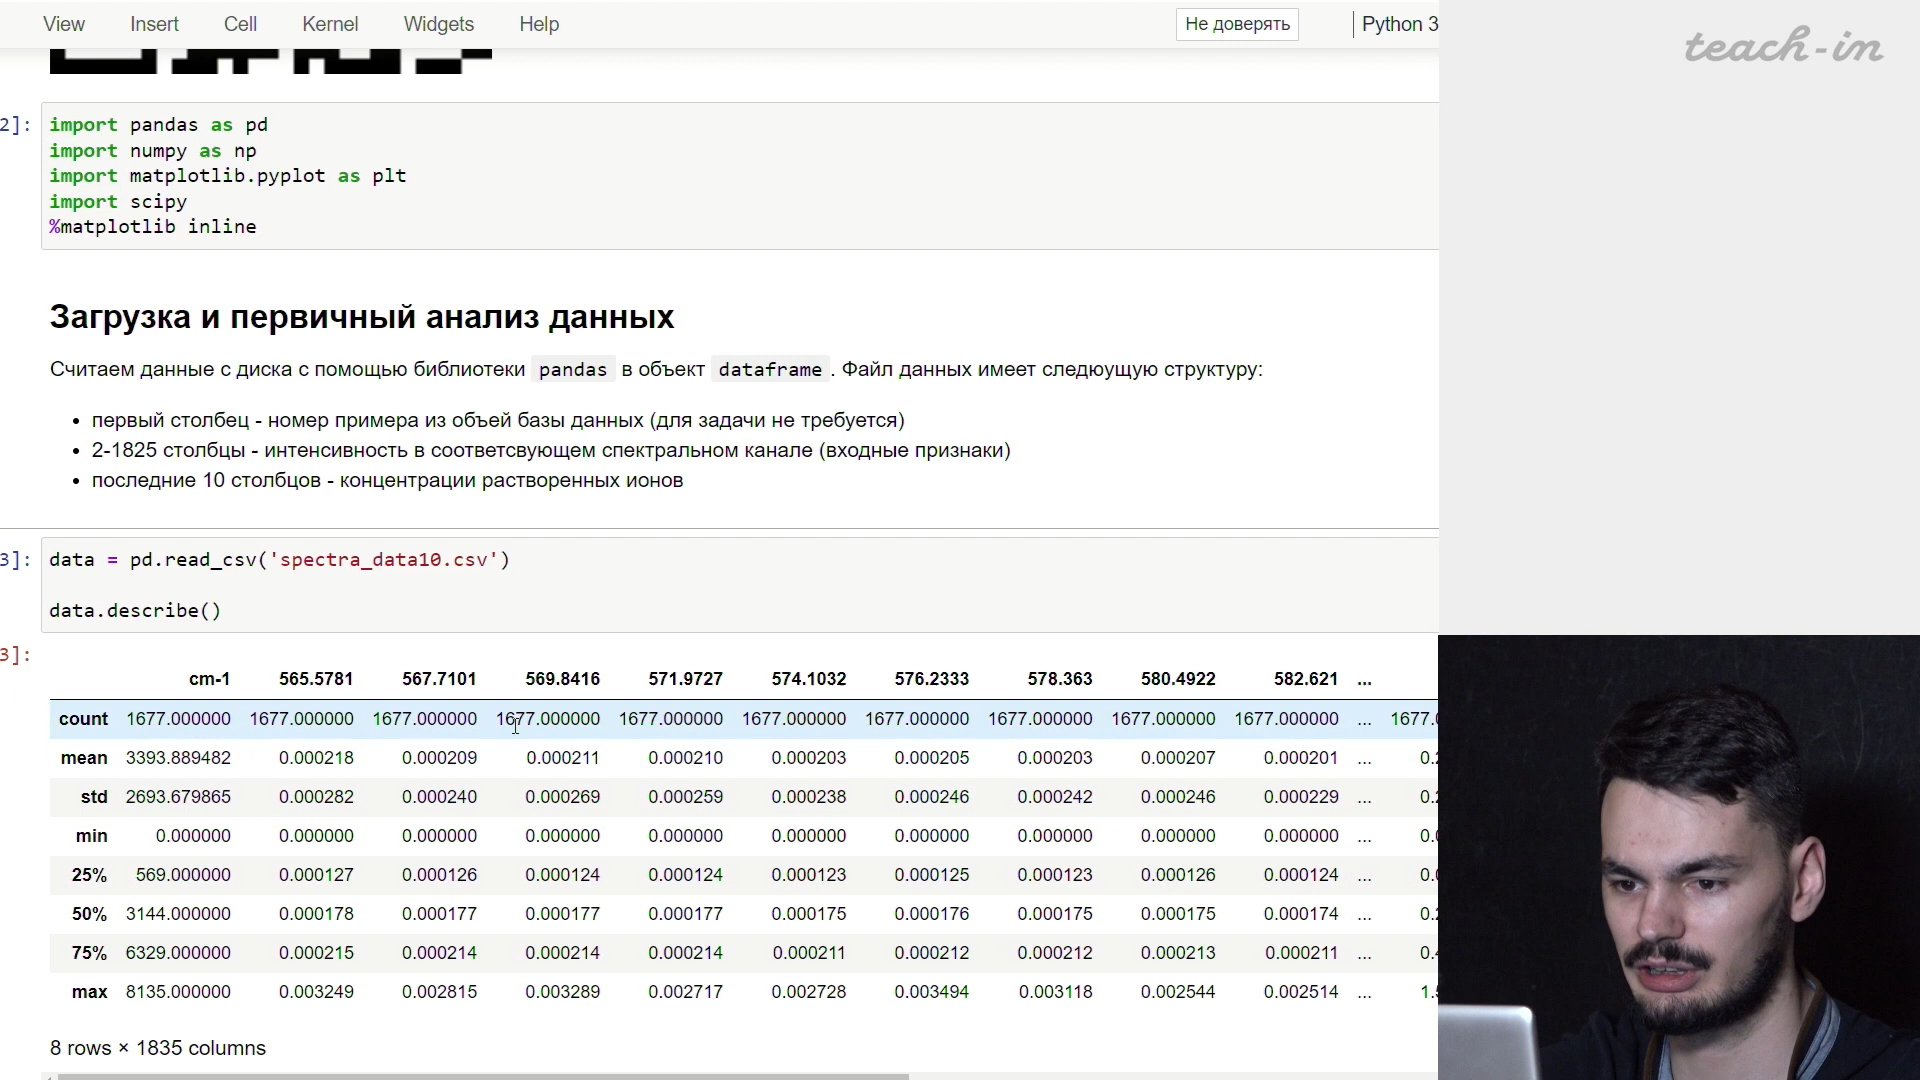 View Insert Cell Kernel Widgets Help Не доверять Python 3
teach-in
2]:
import pandas as pd
import numpy as np
import matplotlib.pyplot as plt
import scipy
%matplotlib inline
Загрузка и первичный анализ данных
Считаем данные с диска с помощью библиотеки pandas в объект dataframe . Файл данных имеет следюущую структуру:
• первый столбец - номер примера из объей базы данных (для задачи не требуется)
• 2-1825 столбцы - интенсивность в соответсвующем спектральном канале (входные признаки)
• последние 10 столбцов - концентрации растворенных ионов
3]: data = pd.read_csv('spectra_data10.csv')
data.describe()
3]:
cm-1 565.5781 567.7101 569.8416 571.9727 574.1032 576.2333 578.363 580.4922 582.621 ...
count 1677.000000 1677.000000 1677.000000 1677.000000 1677.000000 1677.000000 1677.000000 1677.000000 1677.000000 1677.000000 ... 1677.
mean 3393.889482 0.000218 0.000209 0.000211 0.000210 0.000203 0.000205 0.000203 0.000207 0.000201 ... 0.
std 2693.679865 0.000282 0.000240 0.000269 0.000259 0.000238 0.000246 0.000242 0.000246 0.000229 ... 0.
min 0.000000 0.000000 0.000000 0.000000 0.000000 0.000000 0.000000 0.000000 0.000000 0.000000 ... 0.
25% 569.000000 0.000127 0.000126 0.000124 0.000124 0.000123 0.000125 0.000123 0.000126 0.000124 ... 0.
50% 3144.000000 0.000178 0.000177 0.000177 0.000177 0.000175 0.000176 0.000175 0.000175 0.000174 ... 0.
75% 6329.000000 0.000215 0.000214 0.000214 0.000214 0.000211 0.000212 0.000212 0.000213 0.000211 ... 0.
max 8135.000000 0.003249 0.002815 0.003289 0.002717 0.002728 0.003494 0.003118 0.002544 0.002514 ... 1.
8 rows × 1835 columns